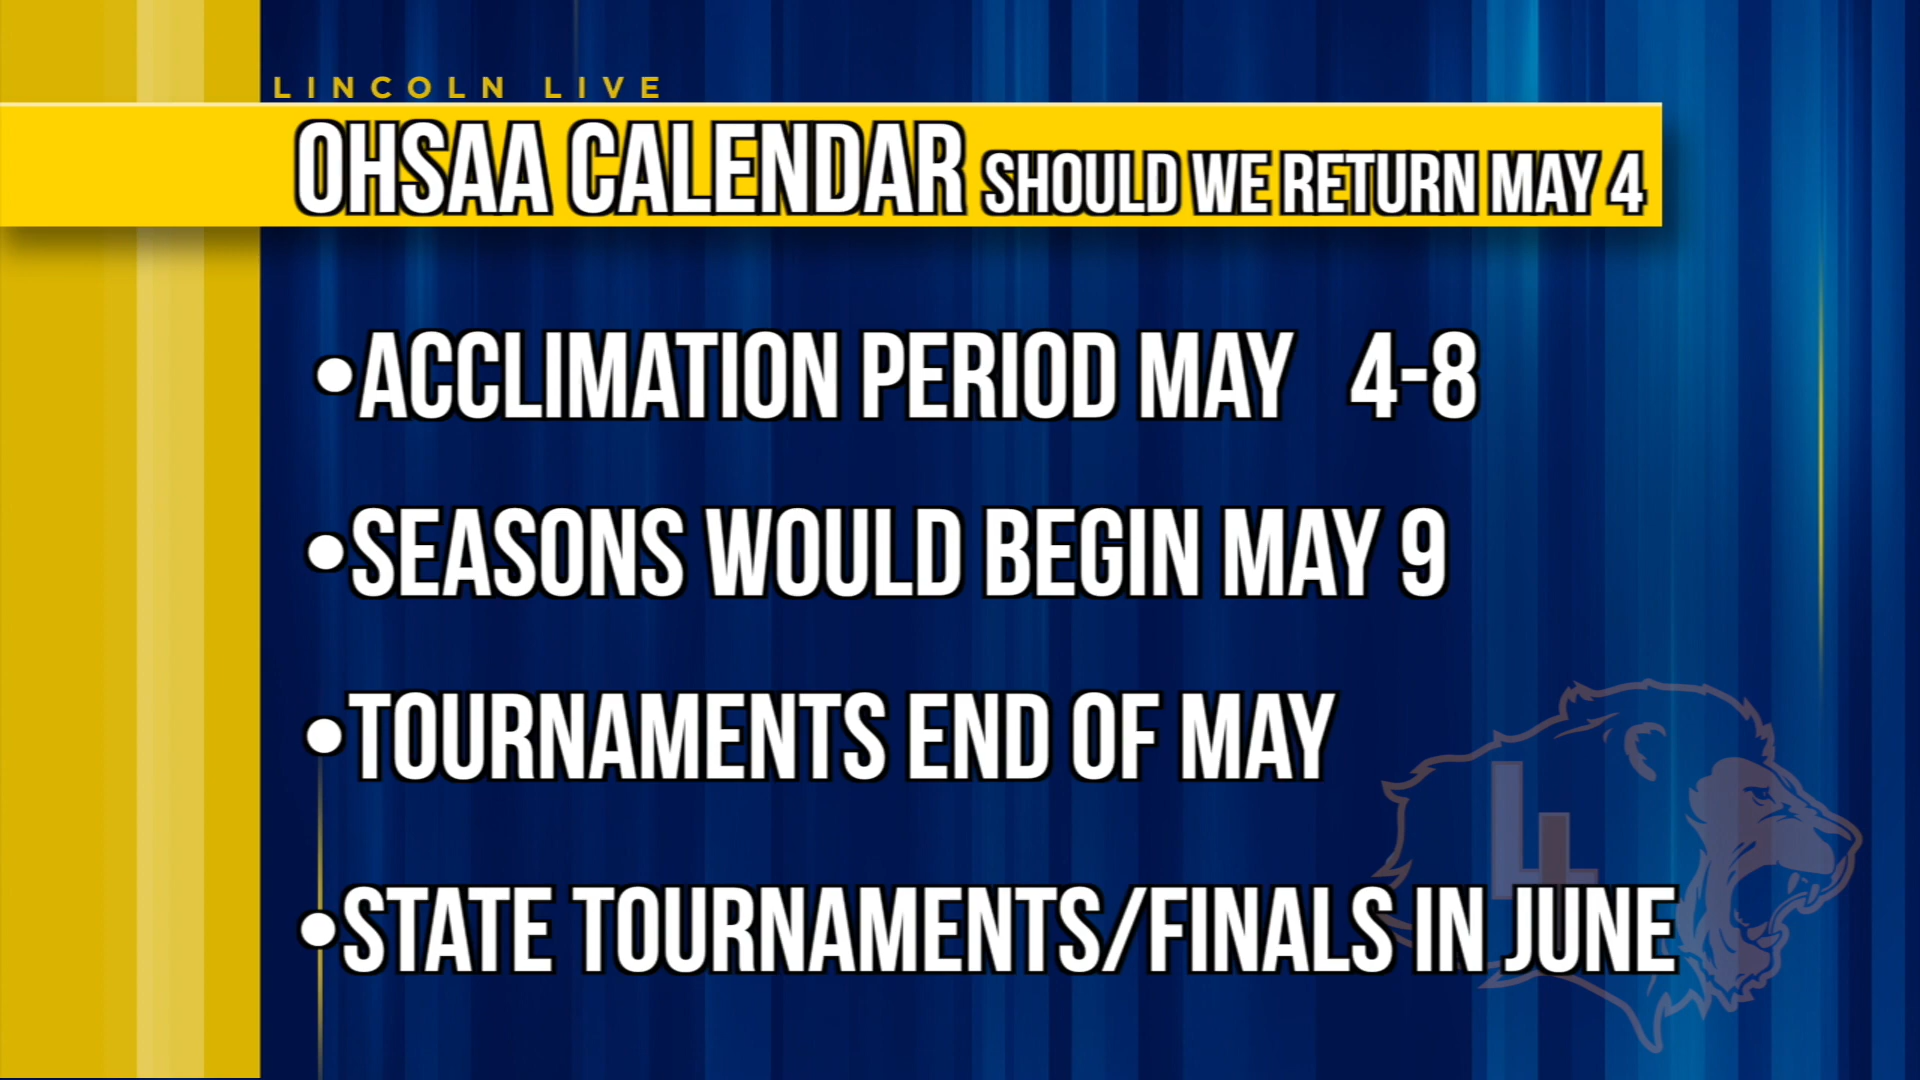 LINCOLN LIVE
OHSAA CALENDAR SHOULD WE RETURN MAY 4
•ACCLIMATION PERIOD MAY 4-8
•SEASONS WOULD BEGIN MAY 9
•TOURNAMENTS END OF MAY
LL
•STATE TOURNAMENTS/FINALS IN JUNE